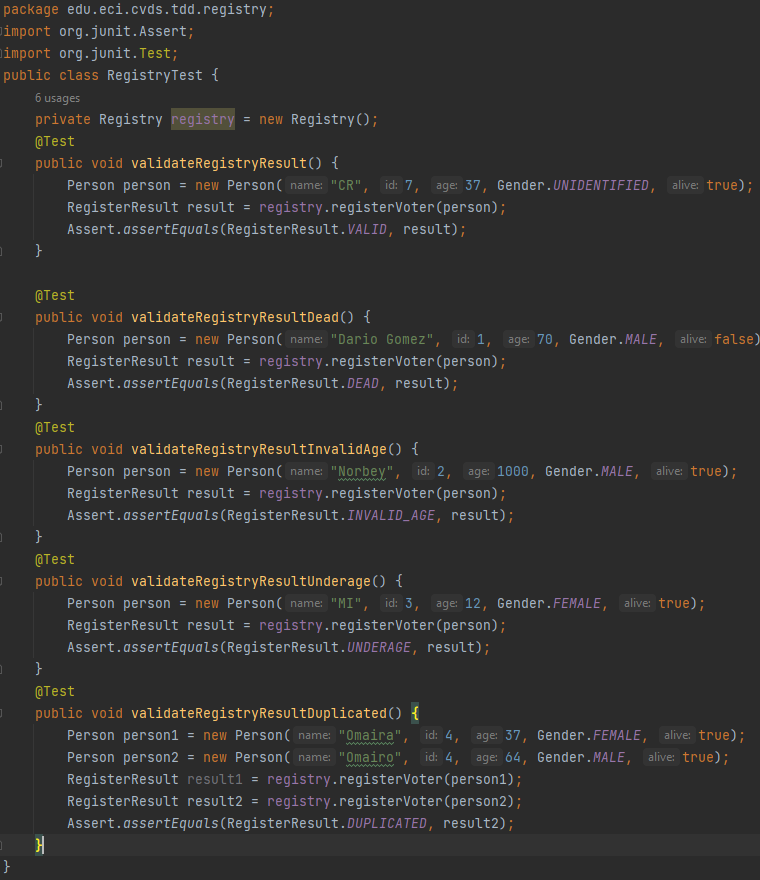 package edu.eci.cvds.tdd.registry;
import org.junit.Assert;
import org.junit.Test;
public class RegistryTest {
6 usages
private Registry registry = new Registry();
@Test
public void validateRegistryResult() {
Person person = new Person( name: "CR", id: 7, age: 37, Gender.UNIDENTIFIED, alive: true);
RegisterResult result = registry.registerVoter(person);
Assert.assertEquals(RegisterResult.VALID, result);
}
@Test
public void validateRegistryResultDead() {
Person person = new Person( name: "Dario Gomez", id: 1, age: 70, Gender.MALE, alive: false)
RegisterResult result = registry.registerVoter(person);
Assert.assertEquals(RegisterResult.DEAD, result);
}
@Test
public void validateRegistryResultInvalidAge() {
Person person = new Person( name: "Norbey", id: 2, age: 1000, Gender.MALE, alive: true);
RegisterResult result = registry.registerVoter(person);
Assert.assertEquals(RegisterResult.INVALID_AGE, result);
}
@Test
public void validateRegistryResultUnderage() {
Person person = new Person( name: "MI", id: 3, age: 12, Gender.FEMALE, alive: true);
RegisterResult result = registry.registerVoter(person);
Assert.assertEquals(RegisterResult.UNDERAGE, result);
}
@Test
public void validateRegistryResultDuplicated() {
Person person1 = new Person( name: "Omaira", id: 4, age: 37, Gender.FEMALE, alive: true);
Person person2 = new Person( name: "Omairo", id: 4, age: 64, Gender.MALE, alive: true);
RegisterResult result1 = registry.registerVoter(person1);
RegisterResult result2 = registry.registerVoter(person2);
Assert.assertEquals(RegisterResult.DUPLICATED, result2);
}
}